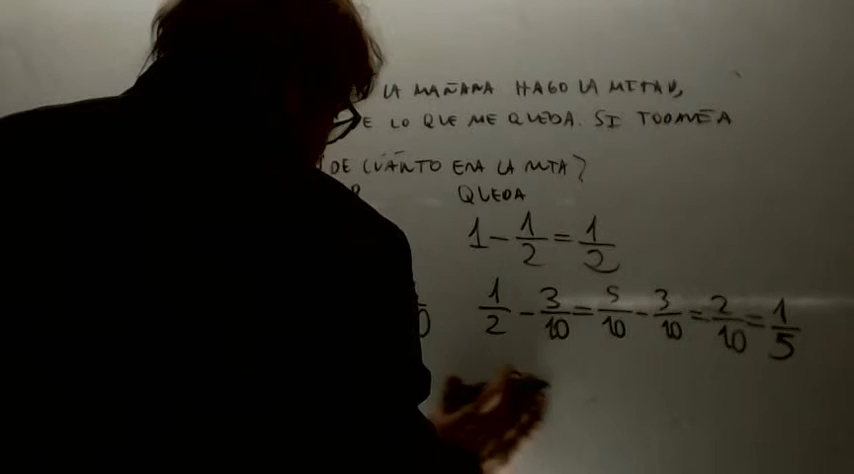 LA MAÑANA HAGO LA MITAD,
E LO QUE ME QUEDA. SI TODAVÍA
DE CUÁNTO ERA LA RUTA?
QUEDA
1 - 1/2 = 1/2
0 1/2 - 3/10 = 5/10 - 3/10 = 2/10 = 1/5